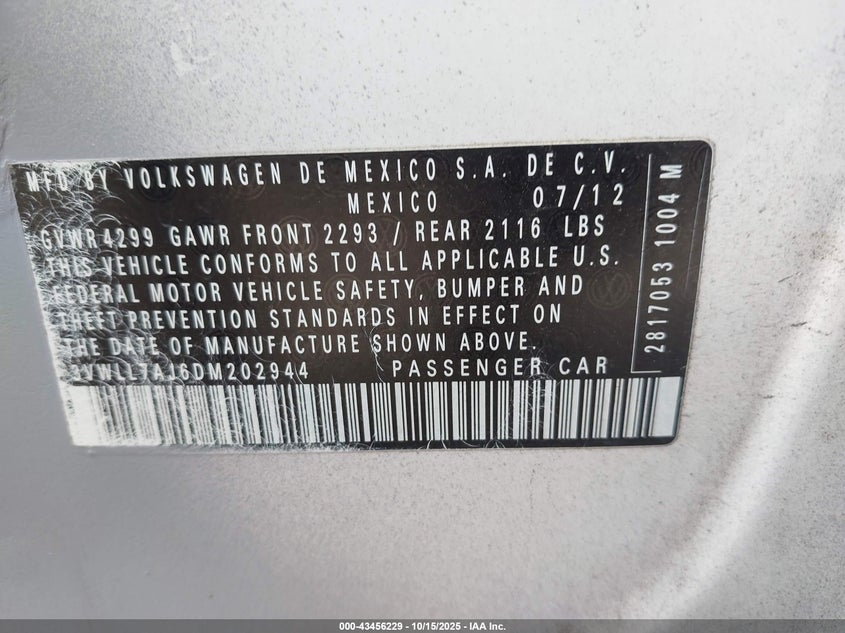 MFD BY VOLKSWAGEN DE MEXICO S.A. DE C.V.
MEXICO 07/12
GVWR 4299 GAWR FRONT 2293 / REAR 2116 LBS
THIS VEHICLE CONFORMS TO ALL APPLICABLE U.S.
FEDERAL MOTOR VEHICLE SAFETY, BUMPER AND
THEFT PREVENTION STANDARDS IN EFFECT ON
THE DATE OF MANUFACTURE SHOWN ABOVE.
3VWLL7AJ6DM202944 PASSENGER CAR
2817053 1004 M
000-43456229 - 10/15/2025 - IAA Inc.